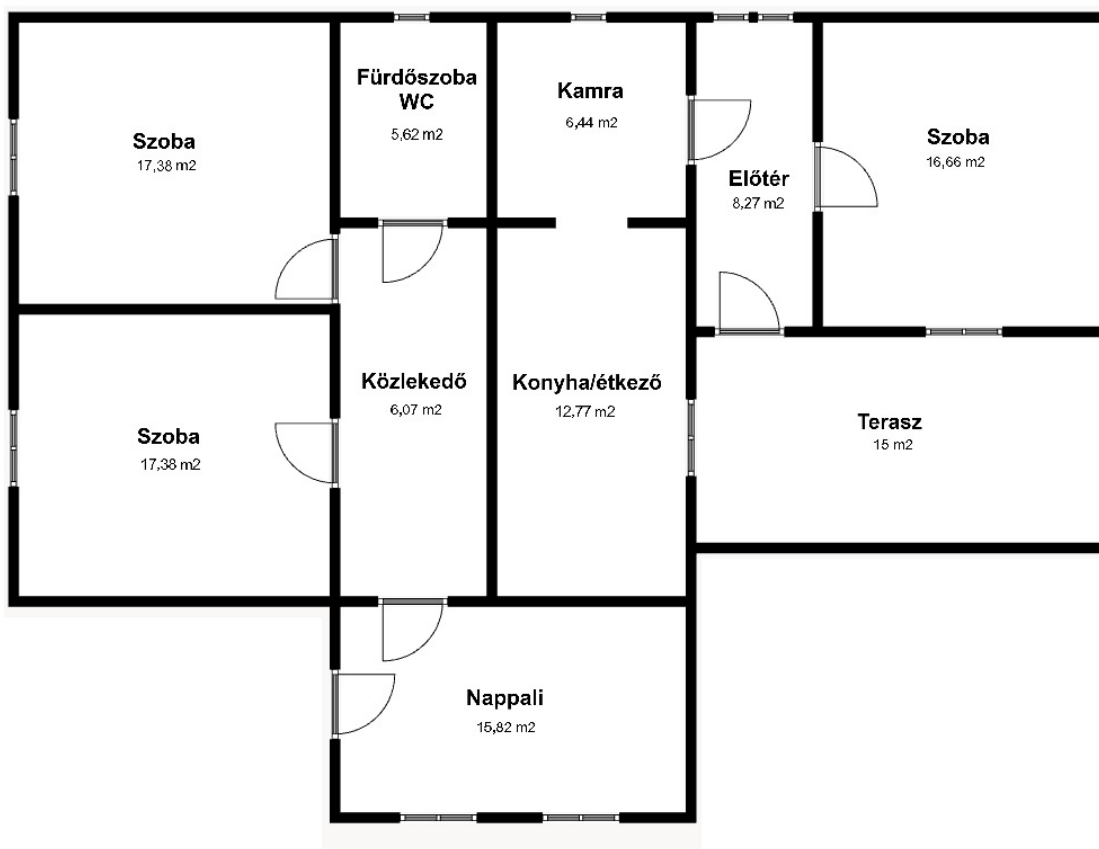 Szoba
17,38 m2
Fürdőszoba
WC
5,62 m2
Kamra
6,44 m2
Előtér
8,27 m2
Szoba
16,66 m2
Szoba
17,38 m2
Közlekedő
6,07 m2
Konyha/étkező
12,77 m2
Terasz
15 m2
Nappali
15,82 m2